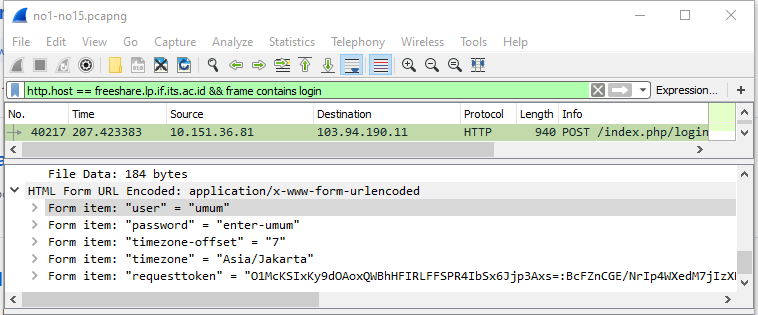 no1-no15.pcapng
File Edit View Go Capture Analyze Statistics Telephony Wireless Tools Help
http.host == freeshare.lp.if.its.ac.id && frame contains login
Expression... +
No. Time Source Destination Protocol Length Info
40217 207.423383 10.151.36.81 103.94.190.11 HTTP 940 POST /index.php/login
File Data: 184 bytes
HTML Form URL Encoded: application/x-www-form-urlencoded
Form item: "user" = "umum"
Form item: "password" = "enter-umum"
Form item: "timezone-offset" = "7"
Form item: "timezone" = "Asia/Jakarta"
Form item: "requesttoken" = "O1McKSIxKy9dOAoxQWBhHFIRLFFSPR4IbSx6Jjp3Axs=:BcFZnCGE/NrIp4WXedM7jIzX